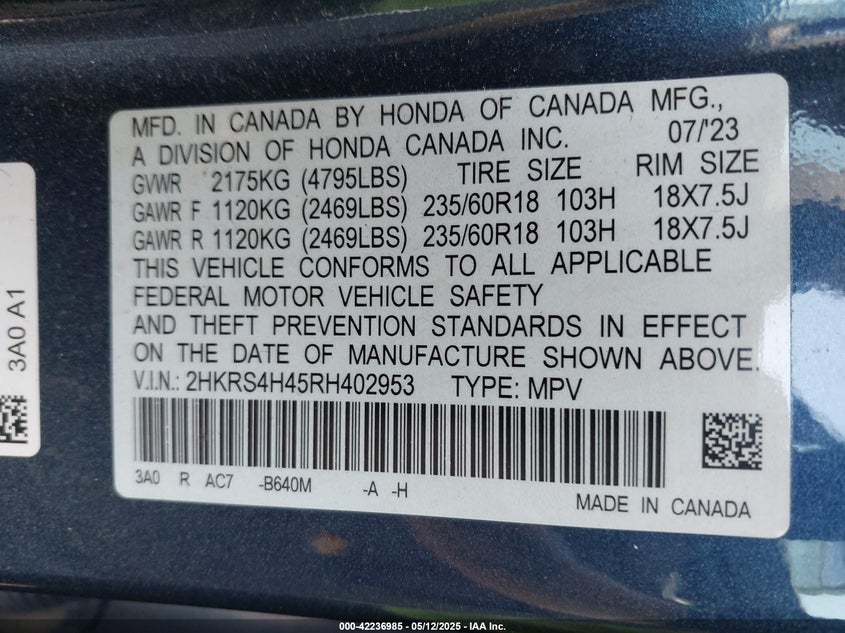 MFD. IN CANADA BY HONDA OF CANADA MFG.,
A DIVISION OF HONDA CANADA INC. 07/'23
GVWR 2175KG (4795LBS) TIRE SIZE RIM SIZE
GAWR F 1120KG (2469LBS) 235/60R18 103H 18X7.5J
GAWR R 1120KG (2469LBS) 235/60R18 103H 18X7.5J
THIS VEHICLE CONFORMS TO ALL APPLICABLE
FEDERAL MOTOR VEHICLE SAFETY
AND THEFT PREVENTION STANDARDS IN EFFECT
ON THE DATE OF MANUFACTURE SHOWN ABOVE.
V.I.N.: 2HKRS4H45RH402953 TYPE: MPV
3A0 R AC7 -B640M -A -H
MADE IN CANADA
3A0 A1
000-42236985 — 05/12/2025 — IAA Inc.